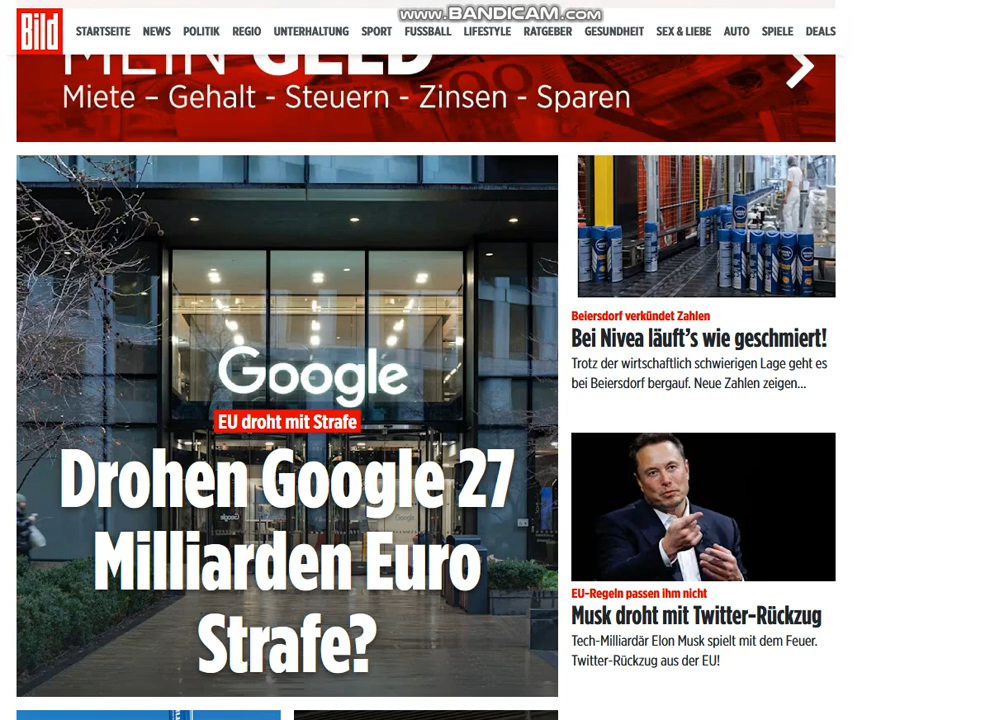 www.BANDICAM.com
Bild
STARTSEITE NEWS POLITIK REGIO UNTERHALTUNG SPORT FUSSBALL LIFESTYLE RATGEBER GESUNDHEIT SEX & LIEBE AUTO SPIELE DEALS
MEIN GELD
Miete – Gehalt - Steuern - Zinsen - Sparen
Google
EU droht mit Strafe
Drohen Google 27
Milliarden Euro
Strafe?
Beiersdorf verkündet Zahlen
Bei Nivea läuft's wie geschmiert!
Trotz der wirtschaftlich schwierigen Lage geht es
bei Beiersdorf bergauf. Neue Zahlen zeigen...
EU-Regeln passen ihm nicht
Musk droht mit Twitter-Rückzug
Tech-Milliardär Elon Musk spielt mit dem Feuer.
Twitter-Rückzug aus der EU!